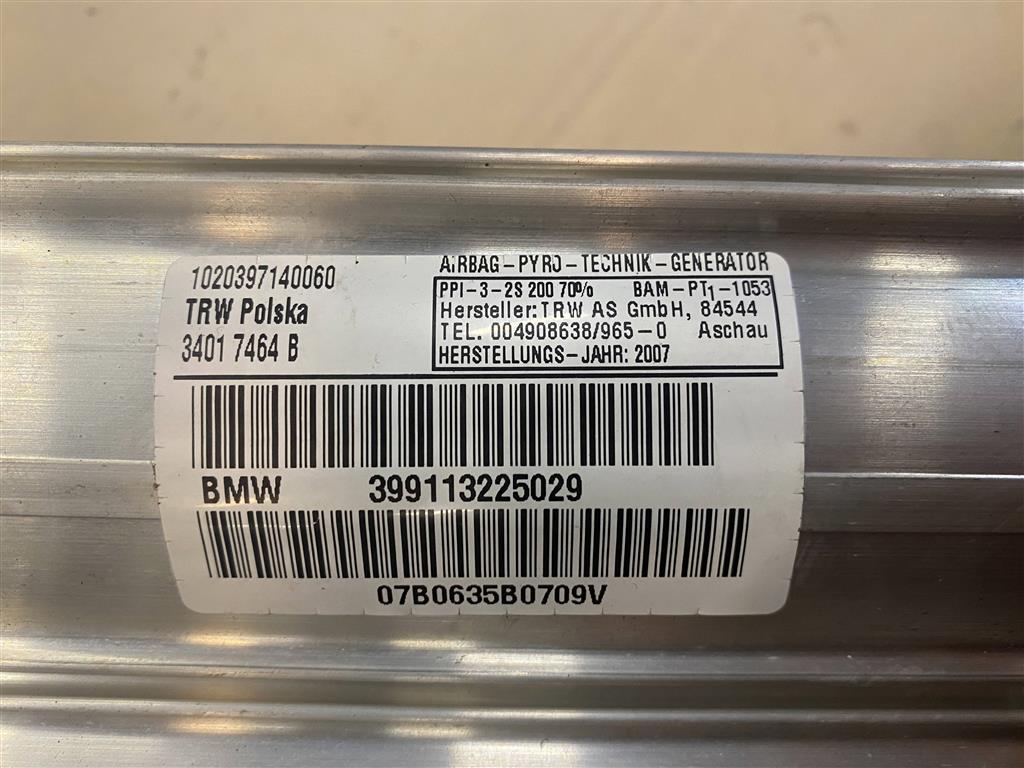 1020397140060
TRW Polska
3401 7464 B
AIRBAG-PYRO-TECHNIK-GENERATOR
PPI-3-2S 200 70% BAM-PT1-1053
Hersteller: TRW AS GmbH, 84544
TEL. 004908638/965-0 Aschau
HERSTELLUNGS-JAHR: 2007
BMW 399113225029
07B0635B0709V